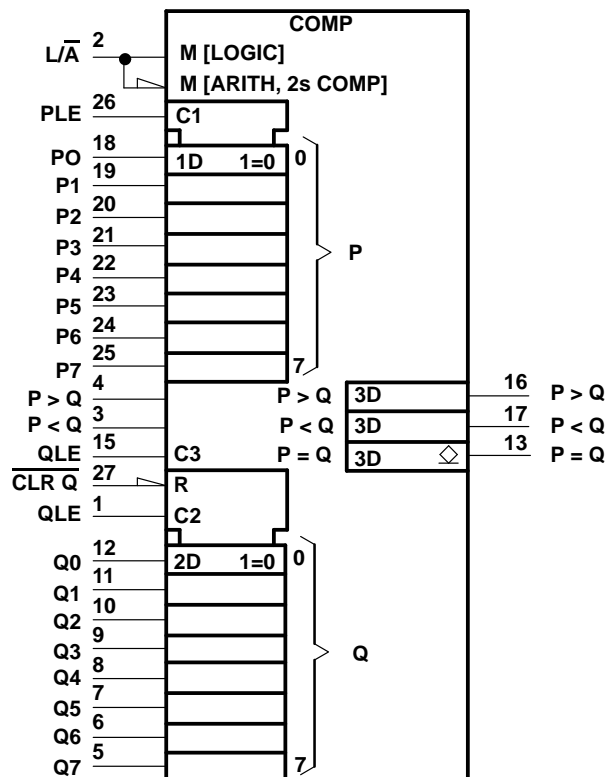 COMP
L/A̅ 2 M [LOGIC]
M [ARITH, 2s COMP]
PLE 26 C1
PO 18 1D 1=0 0
P1 19
P2 20
P3 21
P4 22
P5 23
P6 24
P7 25 7
P
P > Q 4 P > Q 3D 16 P > Q
P < Q 3 P < Q 3D 17 P < Q
QLE 15 C3 P = Q 3D 13 P = Q
C̅L̅R̅ ̅Q̅ 27 R
QLE 1 C2
Q0 12 2D 1=0 0
Q1 11
Q2 10
Q3 9
Q4 8
Q5 7
Q6 6
Q7 5 7
Q